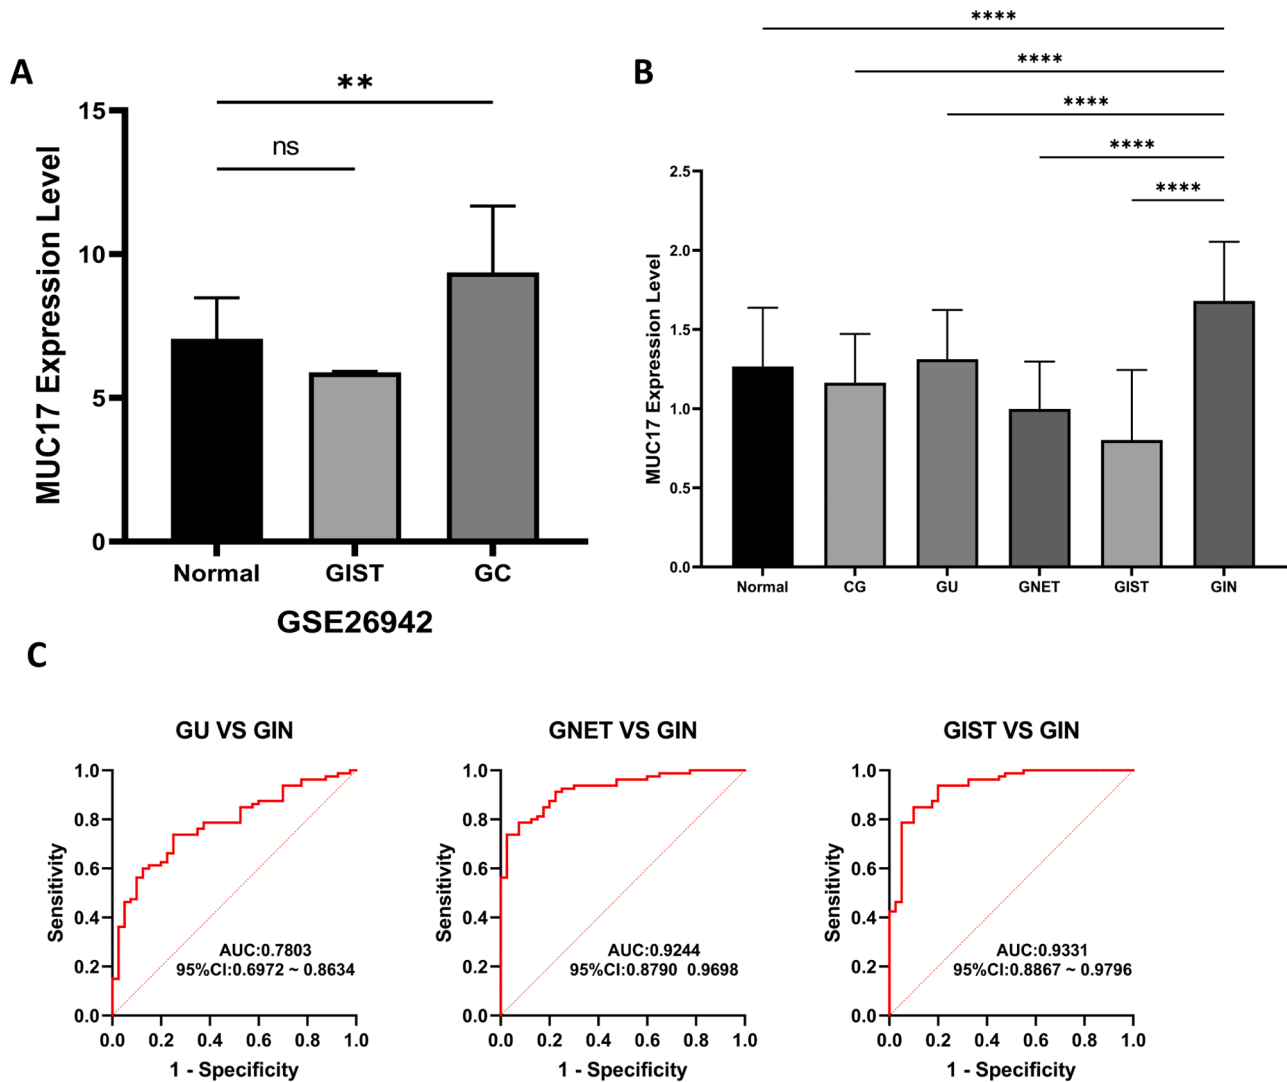 A
**
ns
MUC17 Expression Level
15
10
5
0
Normal GIST GC
GSE26942
B
****
****
****
****
****
MUC17 Expression Level
2.5
2.0
1.5
1.0
0.5
0.0
Normal CG GU GNET GIST GIN
C
GU VS GIN
Sensitivity
1.0
0.8
0.6
0.4
0.2
0.0
AUC:0.7803
95%CI:0.6972 ~ 0.8634
0.0 0.2 0.4 0.6 0.8 1.0
1 - Specificity
GNET VS GIN
Sensitivity
1.0
0.8
0.6
0.4
0.2
0.0
AUC:0.9244
95%CI:0.8790 0.9698
0.0 0.2 0.4 0.6 0.8 1.0
1 - Specificity
GIST VS GIN
Sensitivity
1.0
0.8
0.6
0.4
0.2
0.0
AUC:0.9331
95%CI:0.8867 ~ 0.9796
0.0 0.2 0.4 0.6 0.8 1.0
1 - Specificity